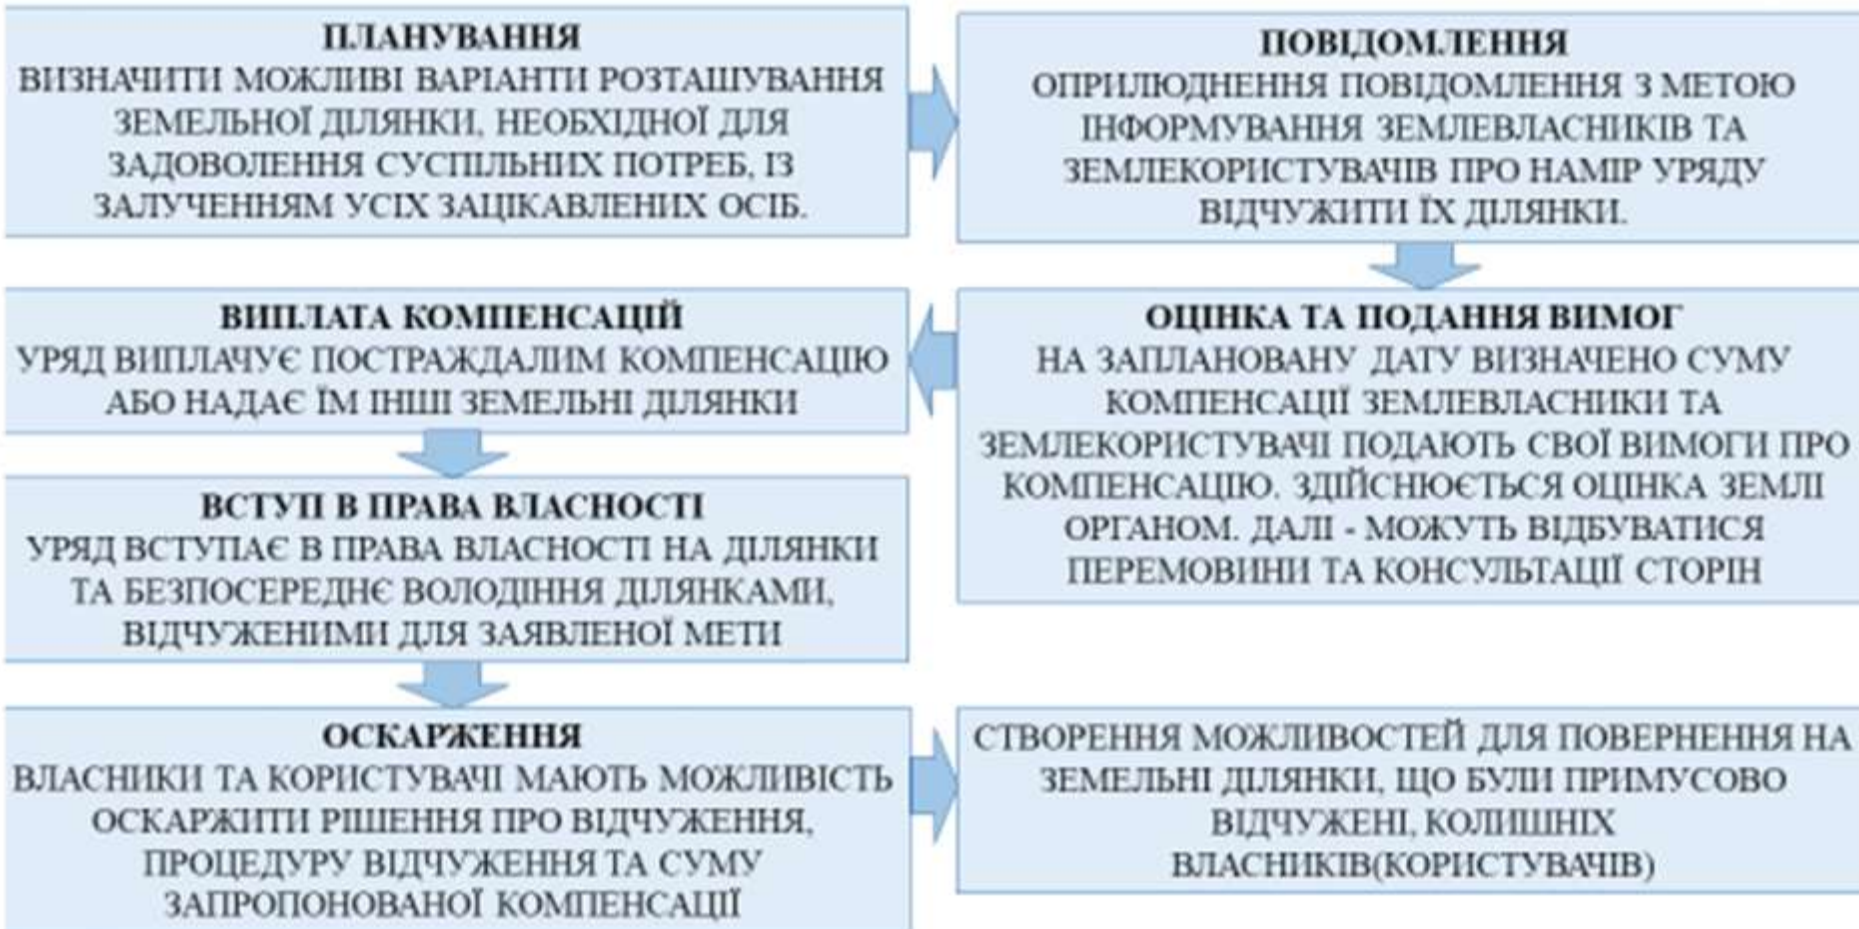 ПЛАНУВАННЯ
ВИЗНАЧИТИ МОЖЛИВІ ВАРІАНТИ РОЗТАШУВАННЯ
ЗЕМЕЛЬНОЇ ДІЛЯНКИ, НЕОБХІДНОЇ ДЛЯ
ЗАДОВОЛЕННЯ СУСПІЛЬНИХ ПОТРЕБ, ІЗ
ЗАЛУЧЕННЯМ УСІХ ЗАЦІКАВЛЕНИХ ОСІБ.
ПОВІДОМЛЕННЯ
ОПРИЛЮДНЕННЯ ПОВІДОМЛЕННЯ З МЕТОЮ
ІНФОРМУВАННЯ ЗЕМЛЕВЛАСНИКІВ ТА
ЗЕМЛЕКОРИСТУВАЧІВ ПРО НАМІР УРЯДУ
ВІДЧУЖИТИ ЇХ ДІЛЯНКИ.
ОЦІНКА ТА ПОДАННЯ ВИМОГ
НА ЗАПЛАНОВАНУ ДАТУ ВИЗНАЧЕНО СУМУ
КОМПЕНСАЦІЇ ЗЕМЛЕВЛАСНИКИ ТА
ЗЕМЛЕКОРИСТУВАЧІ ПОДАЮТЬ СВОЇ ВИМОГИ ПРО
КОМПЕНСАЦІЮ. ЗДІЙСНЮЄТЬСЯ ОЦІНКА ЗЕМЛІ
ОРГАНОМ. ДАЛІ - МОЖУТЬ ВІДБУВАТИСЯ
ПЕРЕМОВИНИ ТА КОНСУЛЬТАЦІЇ СТОРІН
ВИПЛАТА КОМПЕНСАЦІЙ
УРЯД ВИПЛАЧУЄ ПОСТРАЖДАЛИМ КОМПЕНСАЦІЮ
АБО НАДАЄ ЇМ ІНШІ ЗЕМЕЛЬНІ ДІЛЯНКИ
ВСТУП В ПРАВА ВЛАСНОСТІ
УРЯД ВСТУПАЄ В ПРАВА ВЛАСНОСТІ НА ДІЛЯНКИ
ТА БЕЗПОСЕРЕДНЄ ВОЛОДІННЯ ДІЛЯНКАМИ,
ВІДЧУЖЕНИМИ ДЛЯ ЗАЯВЛЕНОЇ МЕТИ
ОСКАРЖЕННЯ
ВЛАСНИКИ ТА КОРИСТУВАЧІ МАЮТЬ МОЖЛИВІСТЬ
ОСКАРЖИТИ РІШЕННЯ ПРО ВІДЧУЖЕННЯ,
ПРОЦЕДУРУ ВІДЧУЖЕННЯ ТА СУМУ
ЗАПРОПОНОВАНОЇ КОМПЕНСАЦІЇ
СТВОРЕННЯ МОЖЛИВОСТЕЙ ДЛЯ ПОВЕРНЕННЯ НА
ЗЕМЕЛЬНІ ДІЛЯНКИ, ЩО БУЛИ ПРИМУСОВО
ВІДЧУЖЕНІ, КОЛИШНІХ
ВЛАСНИКІВ(КОРИСТУВАЧІВ)